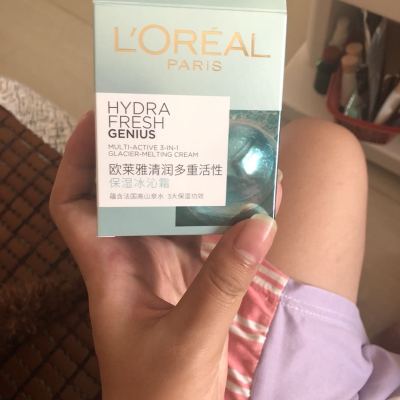 L'ORÉAL
PARIS
HYDRA
FRESH
GENIUS
MULTI-ACTIVE 3-IN-1
GLACIER-MELTING CREAM
欧莱雅清润多重活性
保湿冰沁霜
蕴含法国高山泉水 3大保湿功效